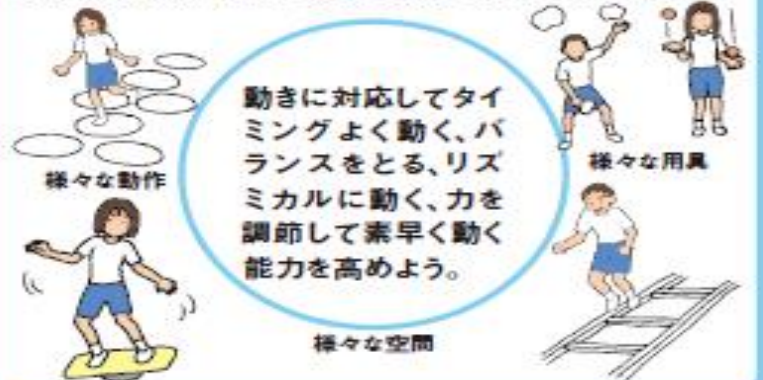 様々な動作
様々な用具
動きに対応してタイ
ミングよく動く、バ
ランスをとる、リズ
ミカルに動く、力を
調節して素早く動く
能力を高めよう。
様々な空間